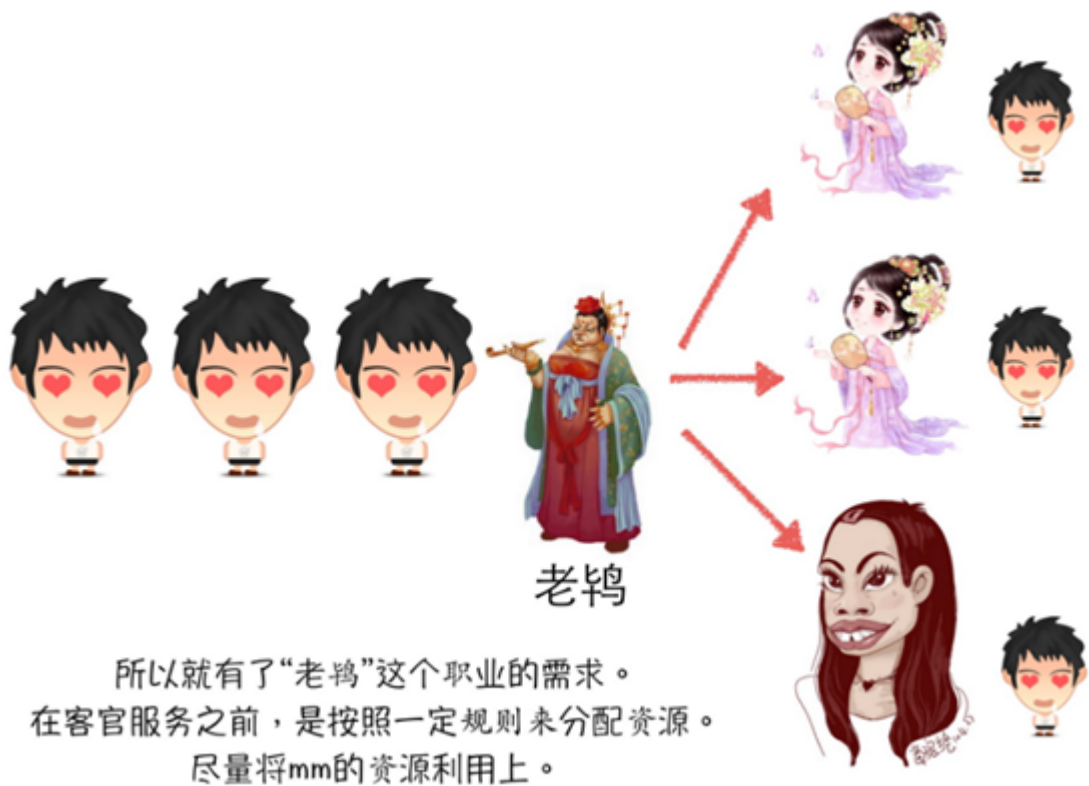 老鸨
所以就有了“老鸨”这个职业的需求。
在客官服务之前，是按照一定规则来分配资源。
尽量将mm的资源利用上。